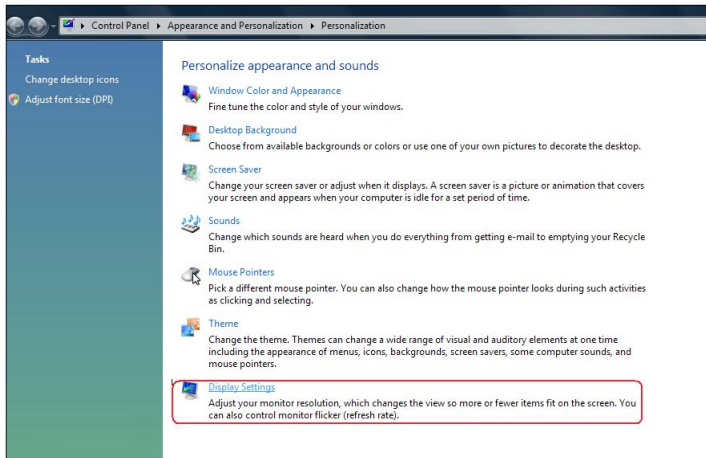 Control Panel ▸ Appearance and Personalization ▸ Personalization
Tasks
Change desktop icons
Adjust font size (DPI)
Personalize appearance and sounds
Window Color and Appearance
Fine tune the color and style of your windows.
Desktop Background
Choose from available backgrounds or colors or use one of your own pictures to decorate the desktop.
Screen Saver
Change your screen saver or adjust when it displays. A screen saver is a picture or animation that covers
your screen and appears when your computer is idle for a set period of time.
Sounds
Change which sounds are heard when you do everything from getting e-mail to emptying your Recycle
Bin.
Mouse Pointers
Pick a different mouse pointer. You can also change how the mouse pointer looks during such activities
as clicking and selecting.
Theme
Change the theme. Themes can change a wide range of visual and auditory elements at one time
including the appearance of menus, icons, backgrounds, screen savers, some computer sounds, and
mouse pointers.
Display Settings
Adjust your monitor resolution, which changes the view so more or fewer items fit on the screen. You
can also control monitor flicker (refresh rate).